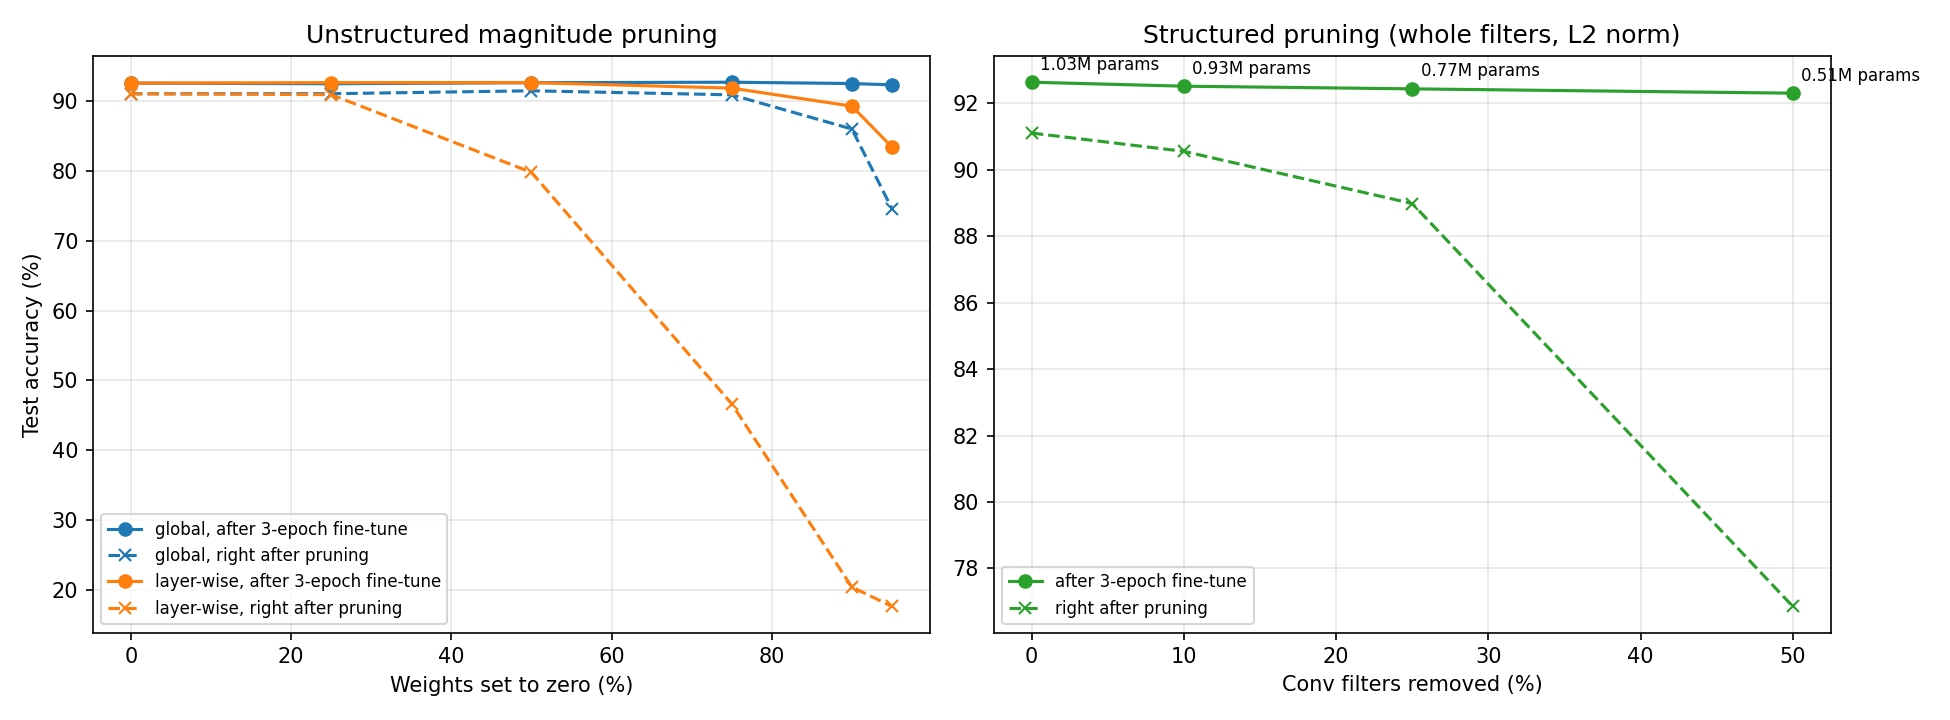 Unstructured magnitude pruning
Test accuracy (%)
90
80
70
60
50
40
30
20
global, after 3-epoch fine-tune
global, right after pruning
layer-wise, after 3-epoch fine-tune
layer-wise, right after pruning
0 20 40 60 80
Weights set to zero (%)
Structured pruning (whole filters, L2 norm)
1.03M params
0.93M params
0.77M params
0.51M params
92
90
88
86
84
82
80
78
after 3-epoch fine-tune
right after pruning
0 10 20 30 40 50
Conv filters removed (%)